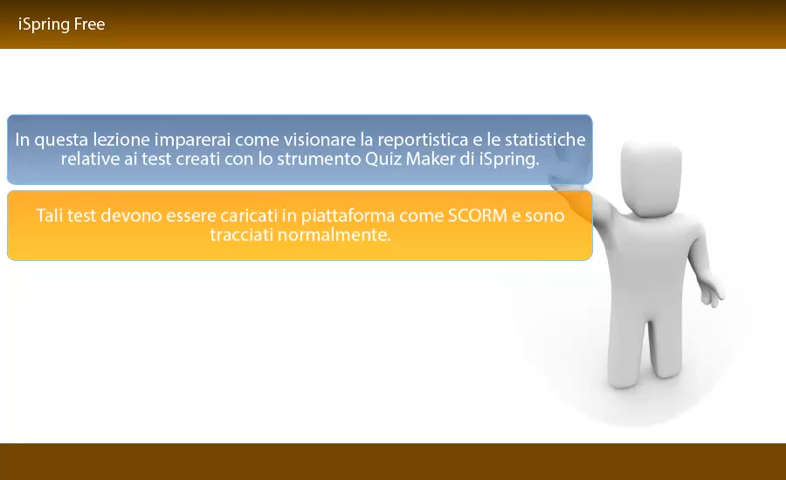 iSpring Free
In questa lezione imparerai come visionare la reportistica e le statistiche
relative ai test creati con lo strumento Quiz Maker di iSpring.
Tali test devono essere caricati in piattaforma come SCORM e sono
tracciati normalmente.